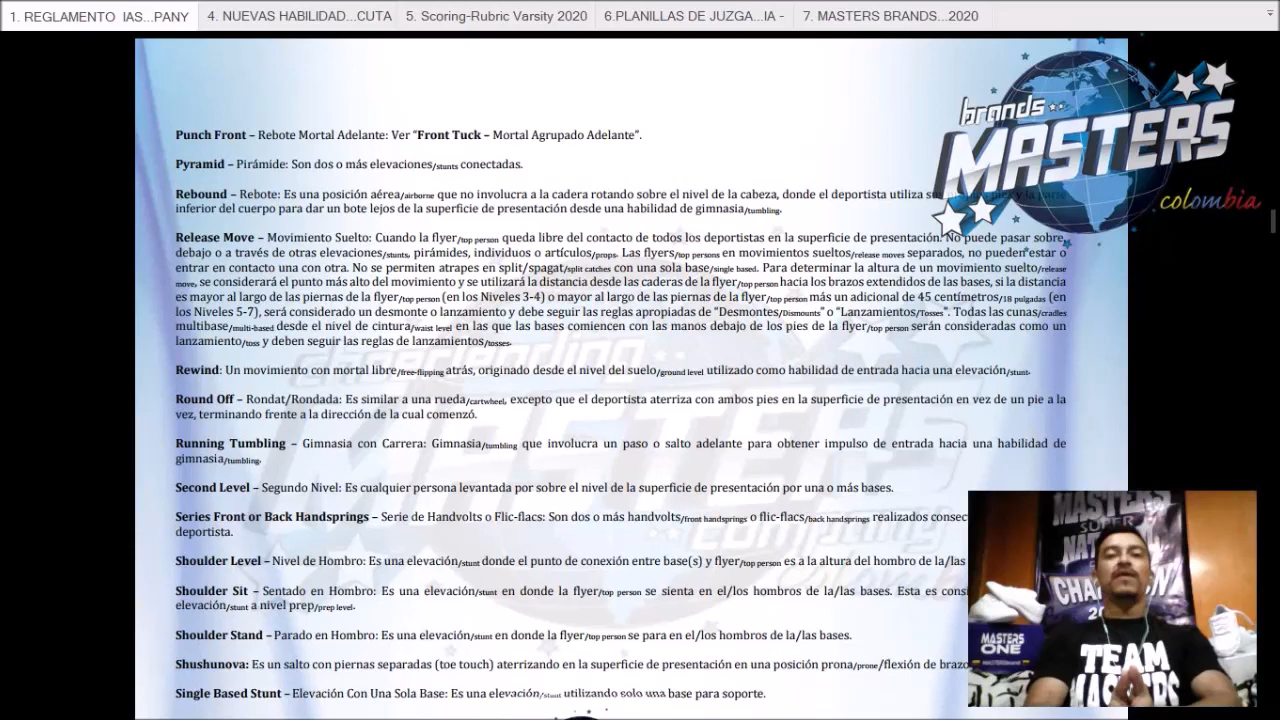 1. REGLAMENTO IAS...PANY
4. NUEVAS HABILIDAD...CUTA
5. Scoring-Rubric Varsity 2020
6.PLANILLAS DE JUZGA...IA -
7. MASTERS BRANDS...2020
brands
MASTERS
colombia
Punch Front – Rebote Mortal Adelante: Ver “Front Tuck – Mortal Agrupado Adelante”.
Pyramid – Pirámide: Son dos o más elevaciones/stunts conectadas.
Rebound – Rebote: Es una posición aérea/airborne que no involucra a la cadera rotando sobre el nivel de la cabeza, donde el deportista utiliza
inferior del cuerpo para dar un bote lejos de la superficie de presentación desde una habilidad de gimnasia/tumbling.
Release Move – Movimiento Suelto: Cuando la flyer/top person queda libre del contacto de todos los deportistas en la superficie de presentación. No puede pasar sobre,
debajo o a través de otras elevaciones/stunts, pirámides, individuos o artículos/props. Las flyers/top persons en movimientos sueltos/release moves separados, no pueden estar o
entrar en contacto una con otra. No se permiten atrapes en split/spagat/split catches con una sola base/single based. Para determinar la altura de un movimiento suelto/release
move, se considerará el punto más alto del movimiento y se utilizará la distancia desde las caderas de la flyer/top person hacia los brazos extendidos de las bases, si la distancia
es mayor al largo de las piernas de la flyer/top person (en los Niveles 3-4) o mayor al largo de las piernas de la flyer/top person más un adicional de 45 centímetros/18 pulgadas (en
los Niveles 5-7), será considerado un desmonte o lanzamiento y debe seguir las reglas apropiadas de “Desmontes/Dismounts” o “Lanzamientos/Tosses”. Todas las cunas/cradles
multibase/multi-based desde el nivel de cintura/waist level en las que las bases comiencen con las manos debajo de los pies de la flyer/top person serán consideradas como un
lanzamiento/toss y deben seguir las reglas de lanzamientos/tosses.
Rewind: Un movimiento con mortal libre/free-flipping atrás, originado desde el nivel del suelo/ground level utilizado como habilidad de entrada hacia una elevación/stunt.
Round Off – Rondat/Rondada: Es similar a una rueda/cartwheel, excepto que el deportista aterriza con ambos pies en la superficie de presentación en vez de un pie a la
vez, terminando frente a la dirección de la cual comenzó.
Running Tumbling – Gimnasia con Carrera: Gimnasia/tumbling que involucra un paso o salto adelante para obtener impulso de entrada hacia una habilidad de
gimnasia/tumbling.
Second Level – Segundo Nivel: Es cualquier persona levantada por sobre el nivel de la superficie de presentación por una o más bases.
Series Front or Back Handsprings – Serie de Handvolts o Flic-flacs: Son dos o más handvolts/front handsprings o flic-flacs/back handsprings realizados consec
deportista.
Shoulder Level – Nivel de Hombro: Es una elevación/stunt donde el punto de conexión entre base(s) y flyer/top person es a la altura del hombro de la/las
Shoulder Sit – Sentado en Hombro: Es una elevación/stunt en donde la flyer/top person se sienta en el/los hombros de la/las bases. Esta es consi
elevación/stunt a nivel prep/prep level.
Shoulder Stand – Parado en Hombro: Es una elevación/stunt en donde la flyer/top person se para en el/los hombros de la/las bases.
Shushunova: Es un salto con piernas separadas (toe touch) aterrizando en la superficie de presentación en una posición prona/prone/flexión de brazo
Single Based Stunt – Elevación Con Una Sola Base: Es una elevación/stunt utilizando solo una base para soporte.
MASTERS
SUPER
NAT
CHAMPION
MASTERS
ONE
TEAM
MASTERS